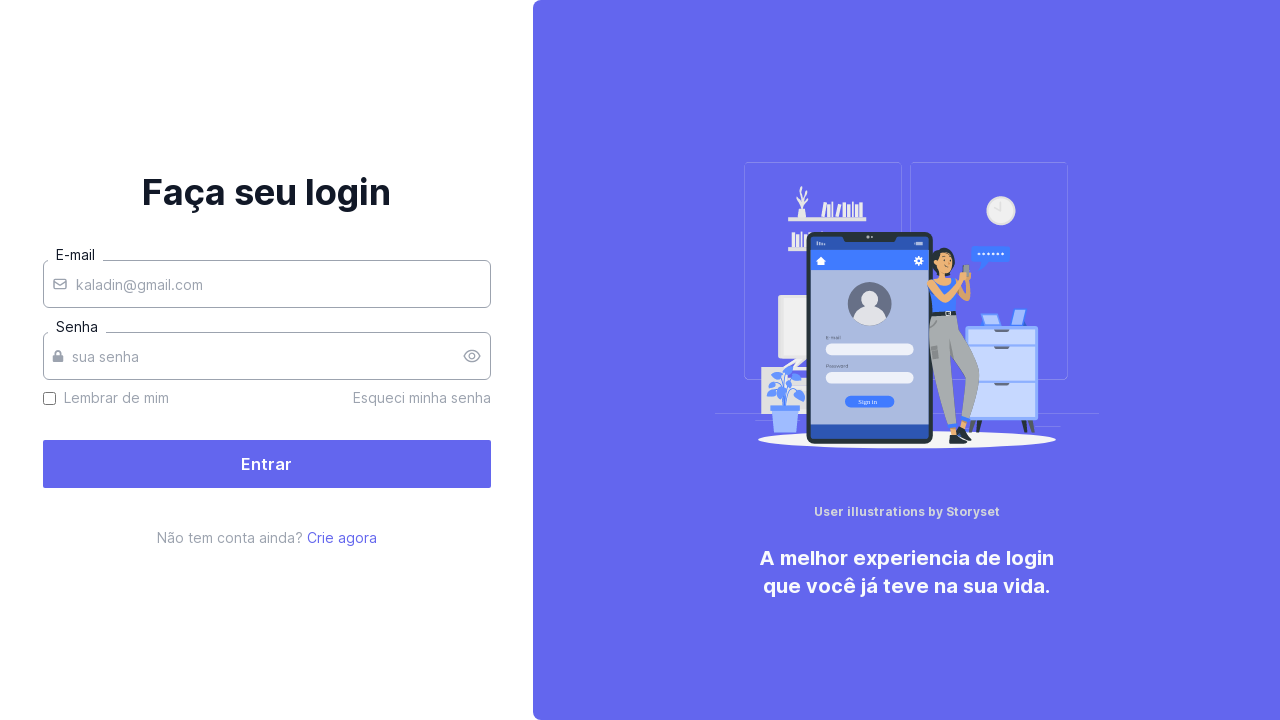 Faça seu login
E-mail
kaladin@gmail.com
Senha
sua senha
Lembrar de mim
Esqueci minha senha
Entrar
Não tem conta ainda? Crie agora
E-mail
Password
Sign in
User illustrations by Storyset
A melhor experiencia de login
que você já teve na sua vida.